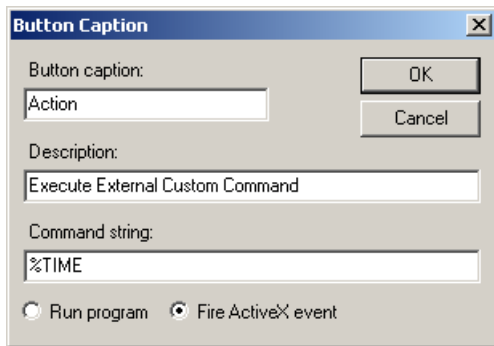 Button Caption
Button caption:
OK
Action
Cancel
Description:
Execute External Custom Command
Command string:
%TIME
Run program
Fire ActiveX event